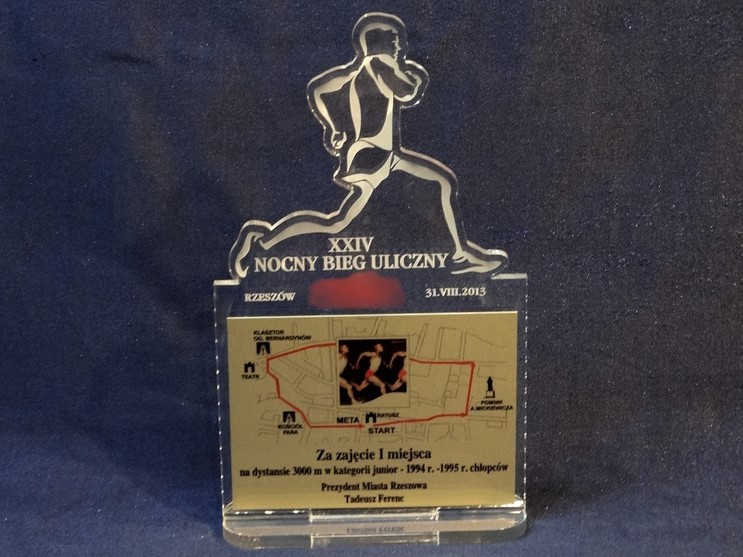 XXIV
NOCNY BIEG ULICZNY
RZESZÓW 31.VIII.2013
KLASZTOR
OO. BERNARDYNÓW
TEATR
POMNIK
A.MICKIEWICZA
KOŚCIÓŁ
FARA
META RATUSZ
START
Za zajęcie I miejsca
na dystansie 3000 m w kategorii junior - 1994 r. -1995 r. chłopców
Prezydent Miasta Rzeszowa
Tadeusz Ferenc